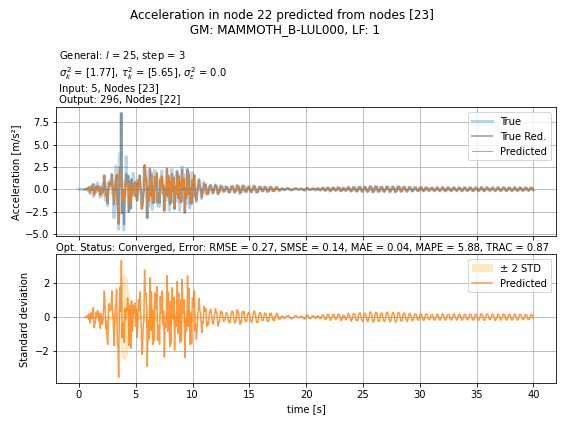 Acceleration in node 22 predicted from nodes [23]
GM: MAMMOTH_B-LUL000, LF: 1
General: l = 25, step = 3
σ²ₖ = [1.77], τ²ₖ = [5.65], σ²_ε = 0.0
Input: 5, Nodes [23]
Output: 296, Nodes [22]
Acceleration [m/s²]
7.5
5.0
2.5
0.0
−2.5
−5.0
True
True Red.
Predicted
Opt. Status: Converged, Error: RMSE = 0.27, SMSE = 0.14, MAE = 0.04, MAPE = 5.88, TRAC = 0.87
Standard deviation
2
0
−2
± 2 STD
Predicted
0 5 10 15 20 25 30 35 40
time [s]